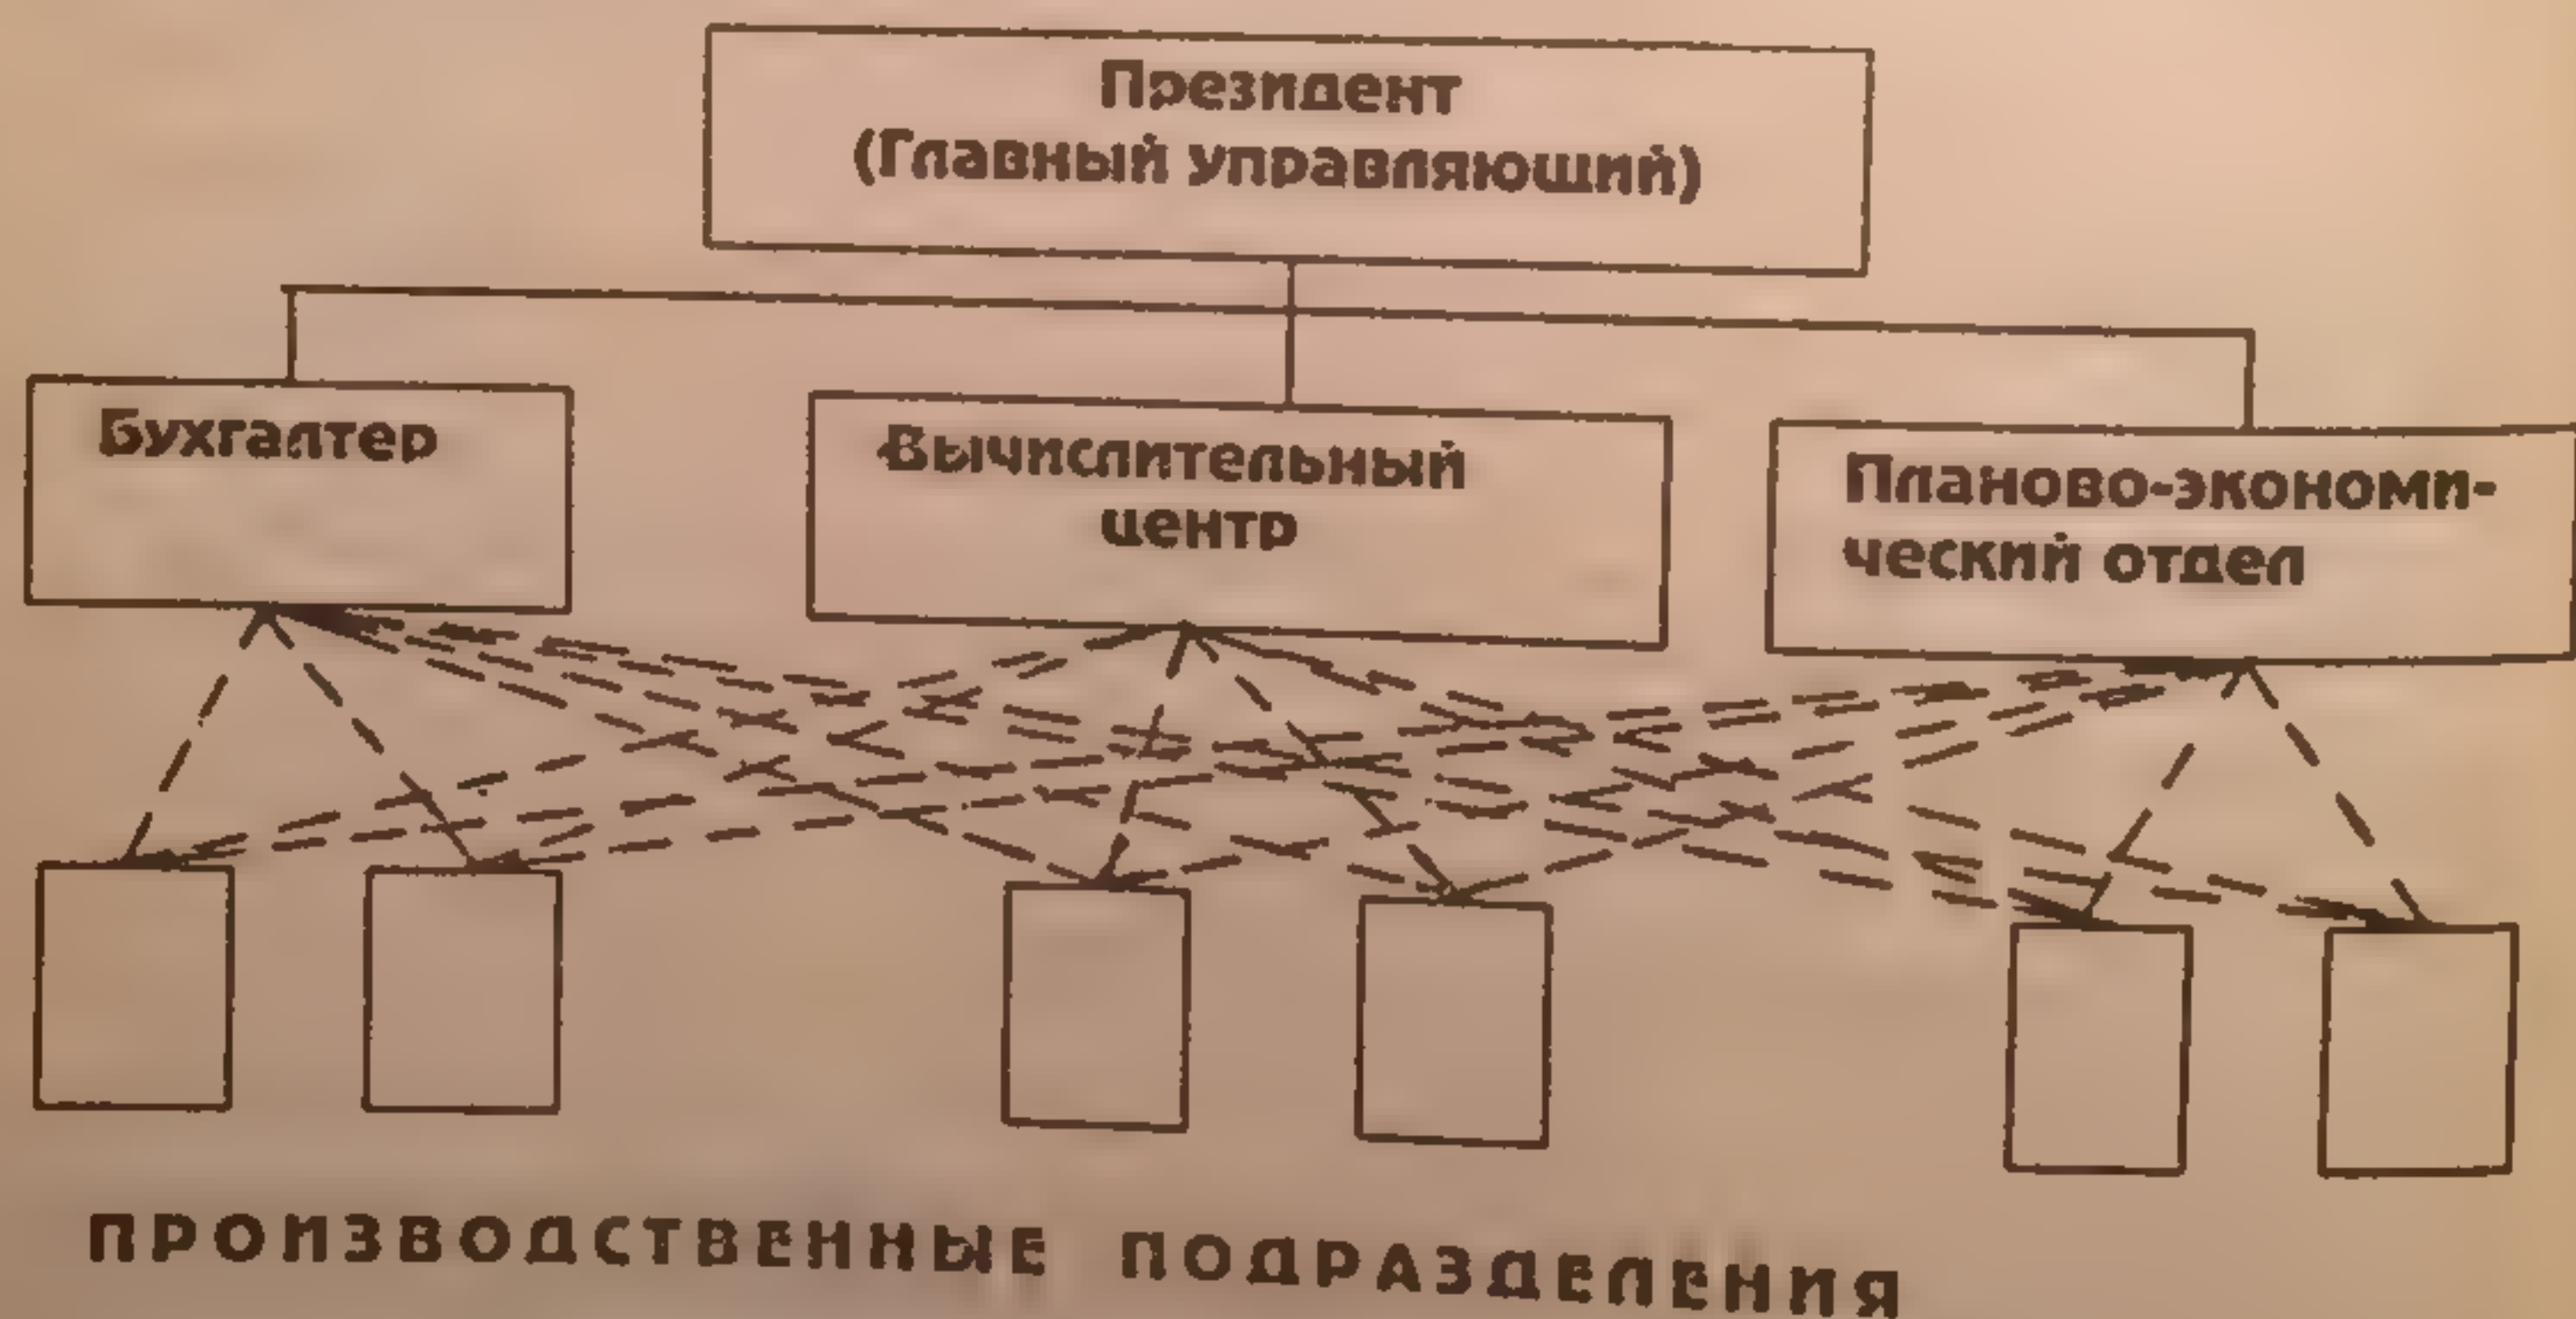 Президент
(Главный управляющий)
Бухгалтер
Вычислительный
центр
Планово-экономи-
ческий отдел
ПРОИЗВОДСТВЕННЫЕ ПОДРАЗДЕЛЕНИЯ